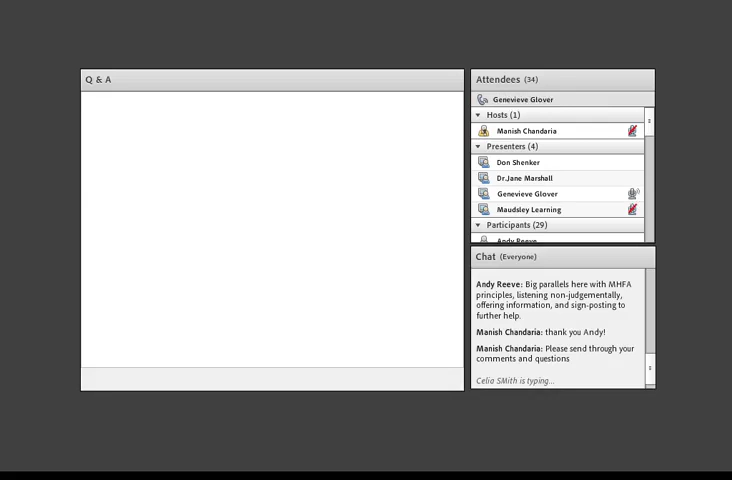 Q & A
Attendees (34)
Genevieve Glover
Hosts (1)
Manish Chandaria
Presenters (4)
Don Shenker
Dr.Jane Marshall
Genevieve Glover
Maudsley Learning
Participants (29)
Andy Reeve
Chat (Everyone)
Andy Reeve: Big parallels here with MHFA
principles, listening non-judgementally,
offering information, and sign-posting to
further help.
Manish Chandaria: thank you Andy!
Manish Chandaria: Please send through your
comments and questions
Celia SMith is typing...